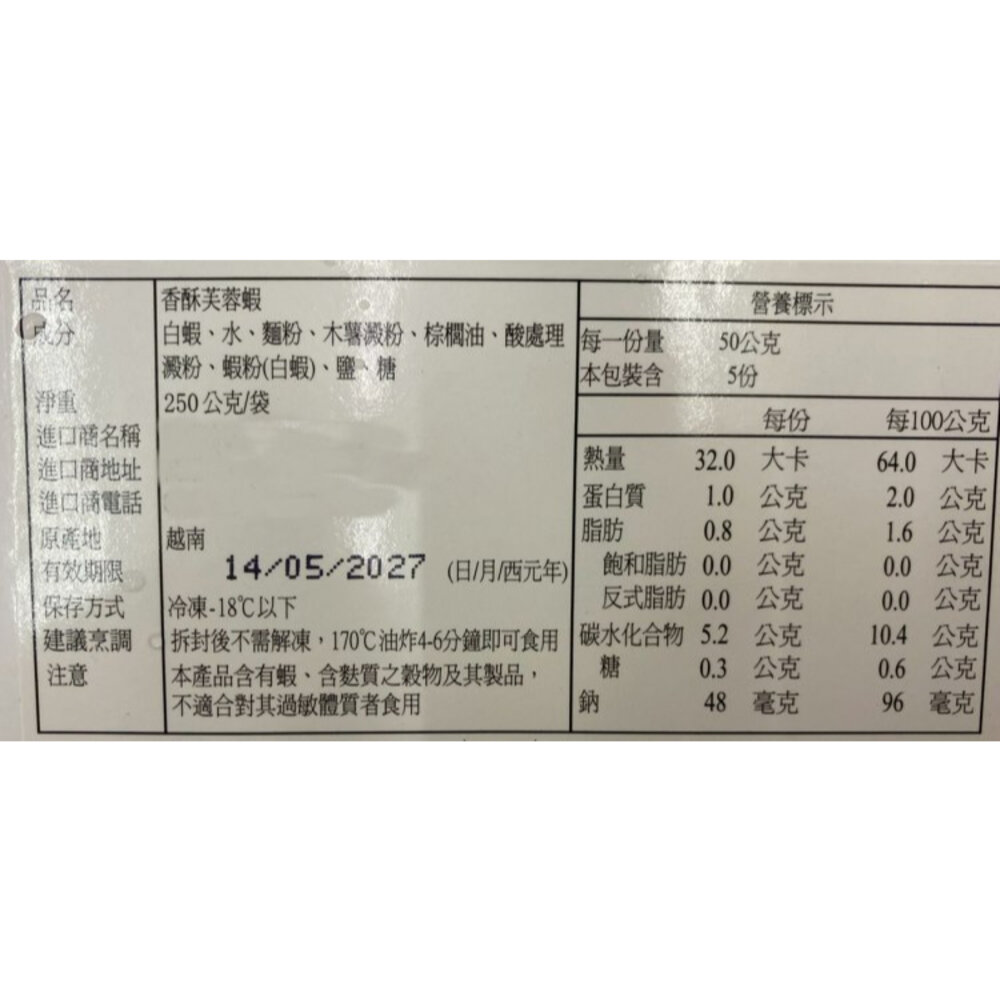 品名 香酥芙蓉蝦
成分 白蝦、水、麵粉、木薯澱粉、棕櫚油、酸處理
澱粉、蝦粉(白蝦)、鹽、糖
淨重 250公克/袋
進口商名稱
進口商地址
進口商電話
原產地 越南
有效期限 14/05/2027 (日/月/西元年)
保存方式 冷凍-18℃以下
建議烹調 拆封後不需解凍，170℃油炸4-6分鐘即可食用
注意 本產品含有蝦、含麩質之穀物及其製品，
不適合對其過敏體質者食用
營養標示
每一份量 50公克
本包裝含 5份
每份 每100公克
熱量 32.0 大卡 64.0 大卡
蛋白質 1.0 公克 2.0 公克
脂肪 0.8 公克 1.6 公克
飽和脂肪 0.0 公克 0.0 公克
反式脂肪 0.0 公克 0.0 公克
碳水化合物 5.2 公克 10.4 公克
糖 0.3 公克 0.6 公克
鈉 48 毫克 96 毫克